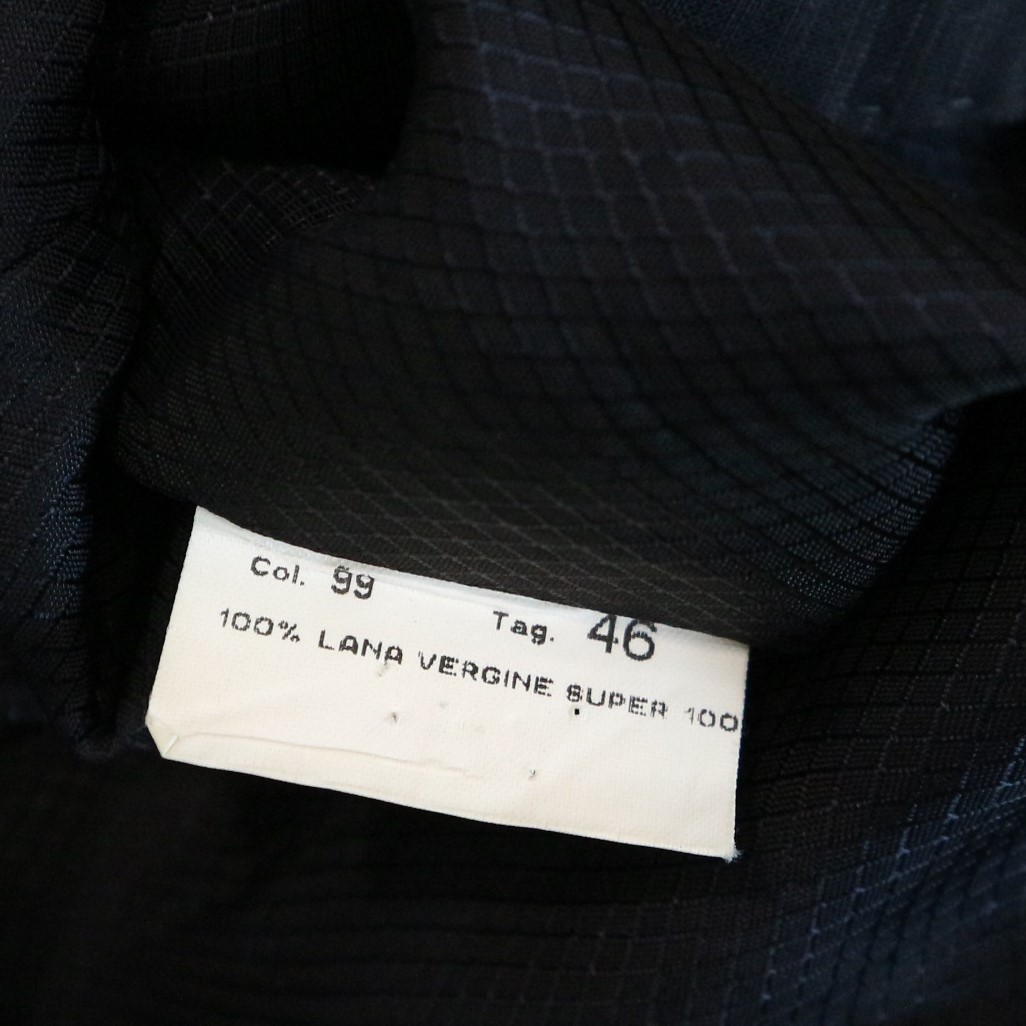 Col. 99 Tag. 46
100% LANA VERGINE SUPER 100